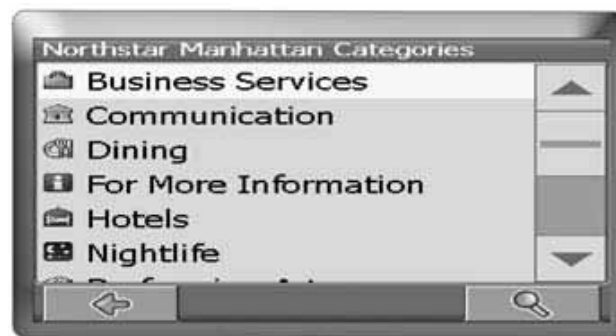 Northstar Manhattan Categories
Business Services
Communication
Dining
For More Information
Hotels
Nightlife